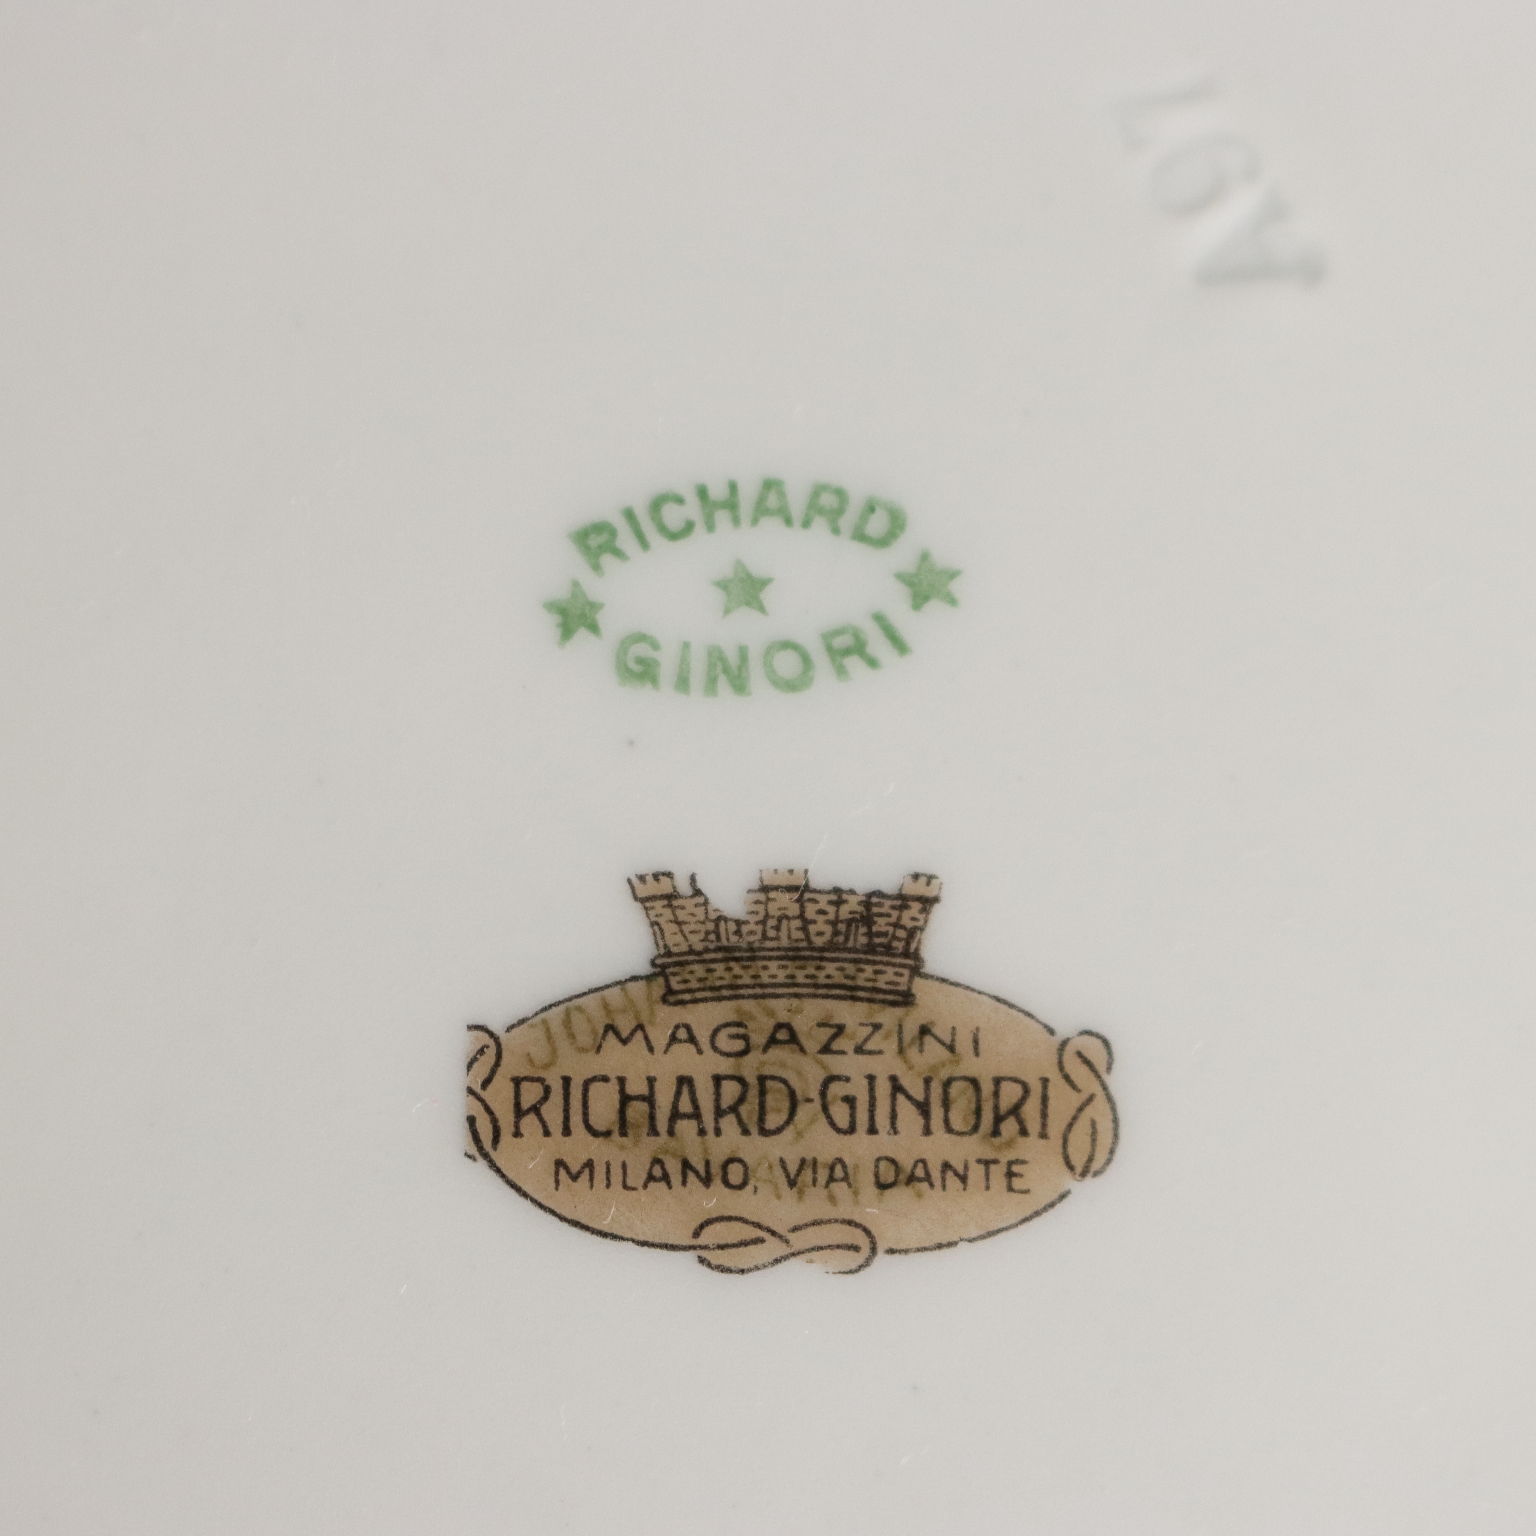 RICHARD
GINORI
MAGAZZINI
RICHARD-GINORI
MILANO, VIA DANTE